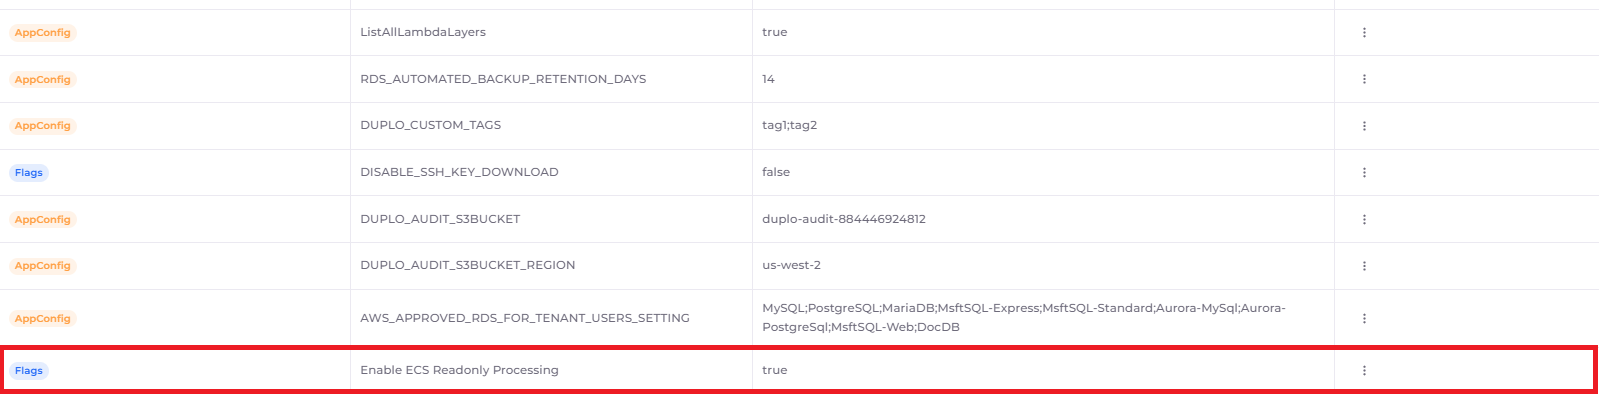 AppConfig ListAllLambdaLayers true
AppConfig RDS_AUTOMATED_BACKUP_RETENTION_DAYS 14
AppConfig DUPLO_CUSTOM_TAGS tag1;tag2
Flags DISABLE_SSH_KEY_DOWNLOAD false
AppConfig DUPLO_AUDIT_S3BUCKET duplo-audit-884446924812
AppConfig DUPLO_AUDIT_S3BUCKET_REGION us-west-2
AppConfig AWS_APPROVED_RDS_FOR_TENANT_USERS_SETTING MySQL;PostgreSQL;MariaDB;MsftSQL-Express;MsftSQL-Standard;Aurora-MySql;Aurora-
PostgreSql;MsftSQL-Web;DocDB
Flags Enable ECS Readonly Processing true